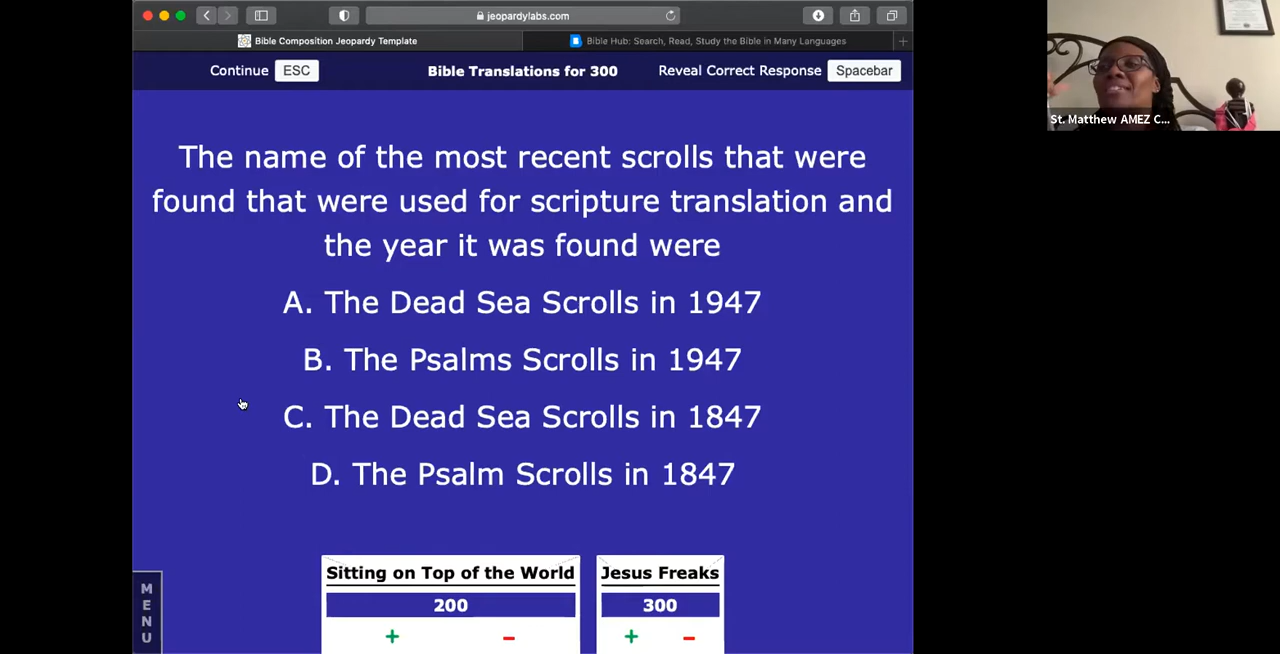 jeopardylabs.com
Bible Composition Jeopardy Template
Bible Hub: Search, Read, Study the Bible in Many Languages
Continue ESC
Bible Translations for 300
Reveal Correct Response Spacebar
The name of the most recent scrolls that were
found that were used for scripture translation and
the year it was found were
A. The Dead Sea Scrolls in 1947
B. The Psalms Scrolls in 1947
C. The Dead Sea Scrolls in 1847
D. The Psalm Scrolls in 1847
Sitting on Top of the World
200
+ -
Jesus Freaks
300
+ -
MENU
St. Matthew AMEZ C...